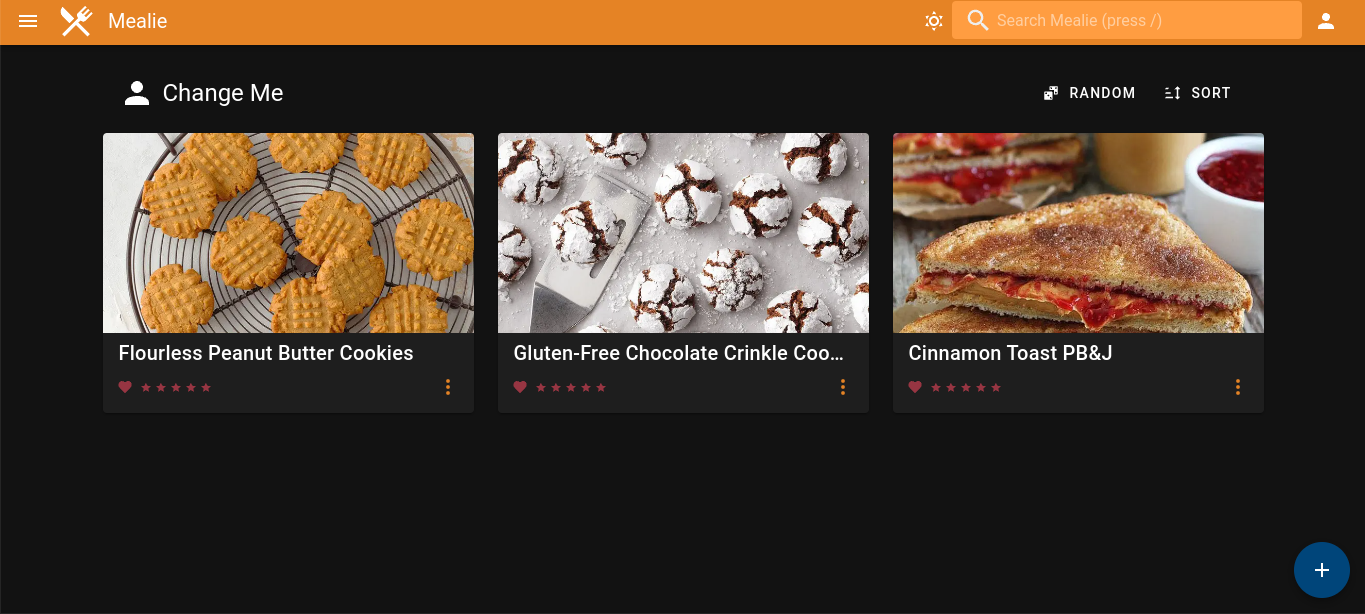 Mealie
Search Mealie (press /)
Change Me
RANDOM
SORT
Flourless Peanut Butter Cookies
Gluten-Free Chocolate Crinkle Coo…
Cinnamon Toast PB&J